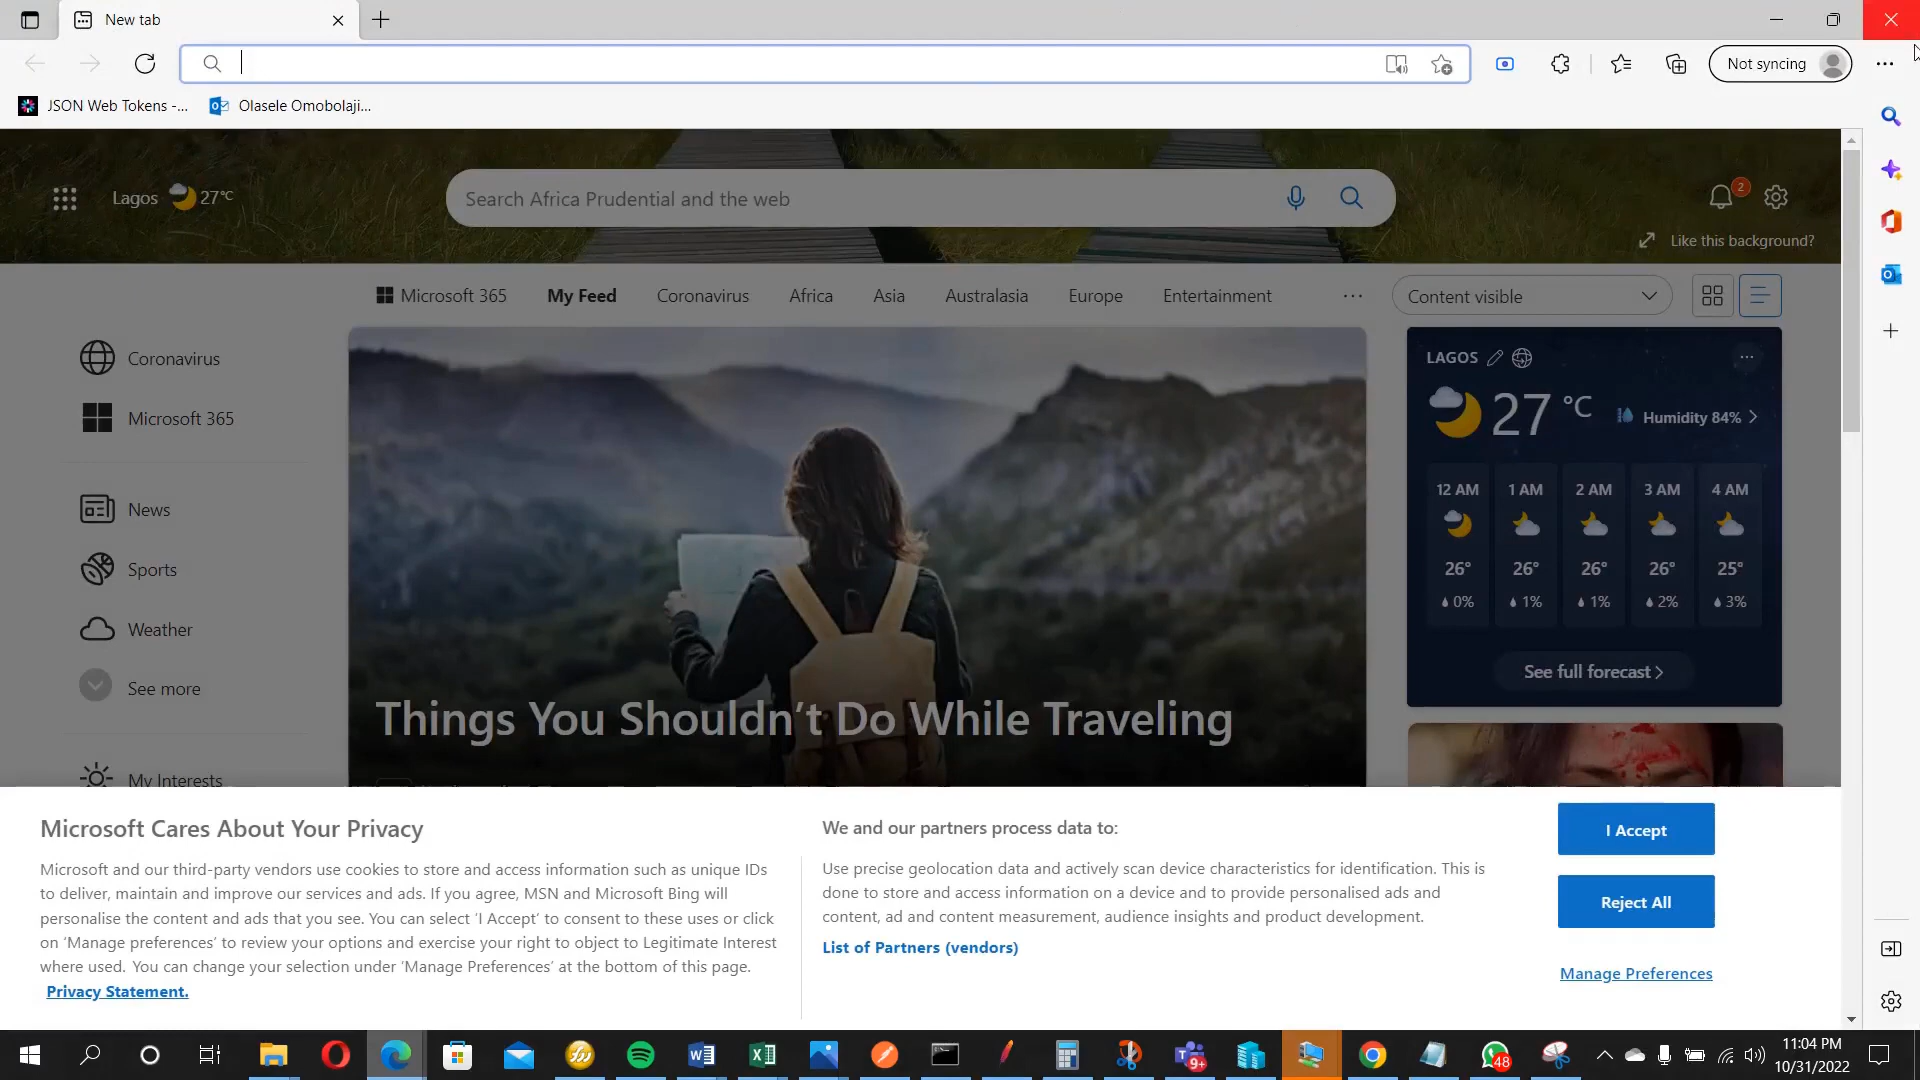 New tab
Not syncing
JSON Web Tokens -...
Olasele Omobolaji...
Lagos
27°C
Search Africa Prudential and the web
2
Like this background?
Microsoft 365
My Feed
Coronavirus
Africa
Asia
Australasia
Europe
Entertainment
...
Content visible
Coronavirus
Microsoft 365
News
Sports
Weather
See more
My Interests
Things You Shouldn't Do While Traveling
LAGOS
27 °C
Humidity 84%
12 AM 1 AM 2 AM 3 AM 4 AM
26° 26° 26° 26° 25°
0% 1% 1% 2% 3%
See full forecast
Microsoft Cares About Your Privacy
Microsoft and our third-party vendors use cookies to store and access information such as unique IDs
to deliver, maintain and improve our services and ads. If you agree, MSN and Microsoft Bing will
personalise the content and ads that you see. You can select 'I Accept' to consent to these uses or click
on 'Manage preferences' to review your options and exercise your right to object to Legitimate Interest
where used. You can change your selection under 'Manage Preferences' at the bottom of this page.
Privacy Statement.
We and our partners process data to:
Use precise geolocation data and actively scan device characteristics for identification. This is
done to store and access information on a device and to provide personalised ads and
content, ad and content measurement, audience insights and product development.
List of Partners (vendors)
I Accept
Reject All
Manage Preferences
9+
48
11:04 PM
10/31/2022